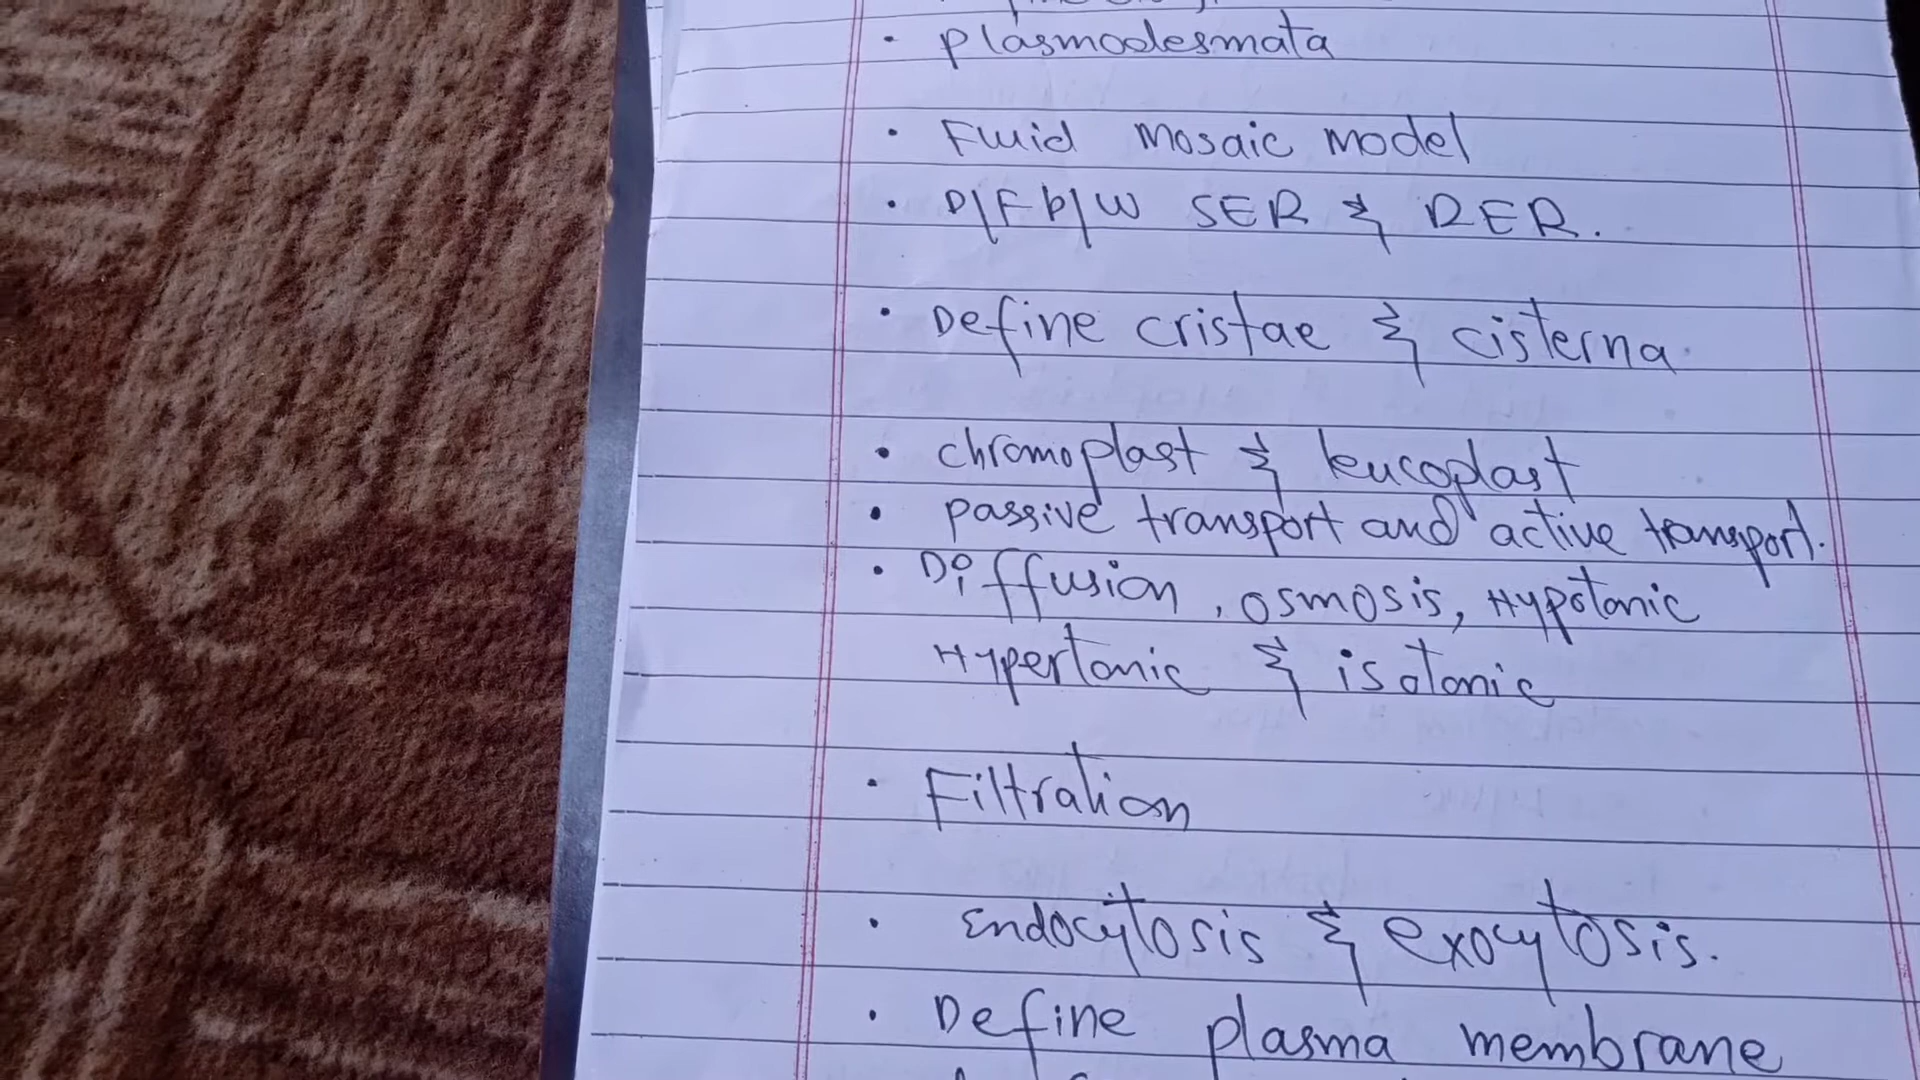 • plasmodesmata
• Fluid Mosaic model
• D/F b/w SER & RER.
• Define cristae & cisterna.
• chromoplast & leucoplast
• passive transport and active transport.
• Diffusion, osmosis, Hypotonic
Hypertonic & isotonic
• Filtration
• Endocytosis & exocytosis.
• Define plasma membrane